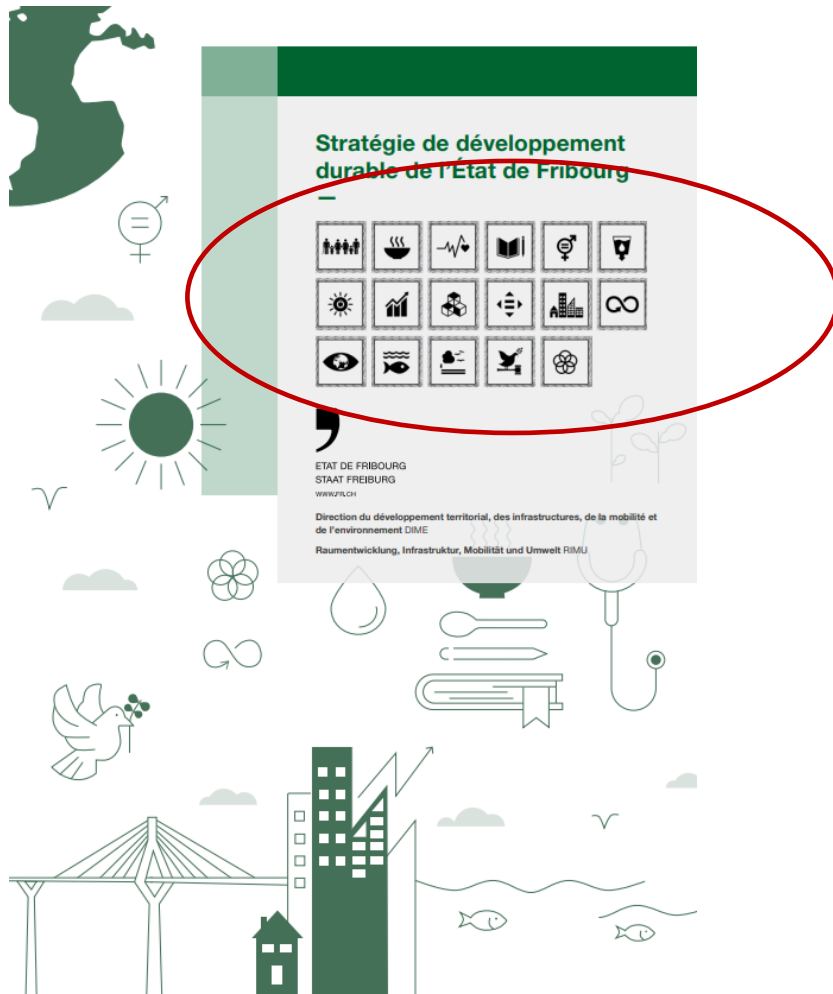 Stratégie de développement
durable de l'État de Fribourg
—
ETAT DE FRIBOURG
STAAT FREIBURG
WWW.FR.CH
Direction du développement territorial, des infrastructures, de la mobilité et
de l'environnement DIME
Raumentwicklung, Infrastruktur, Mobilität und Umwelt RIMU